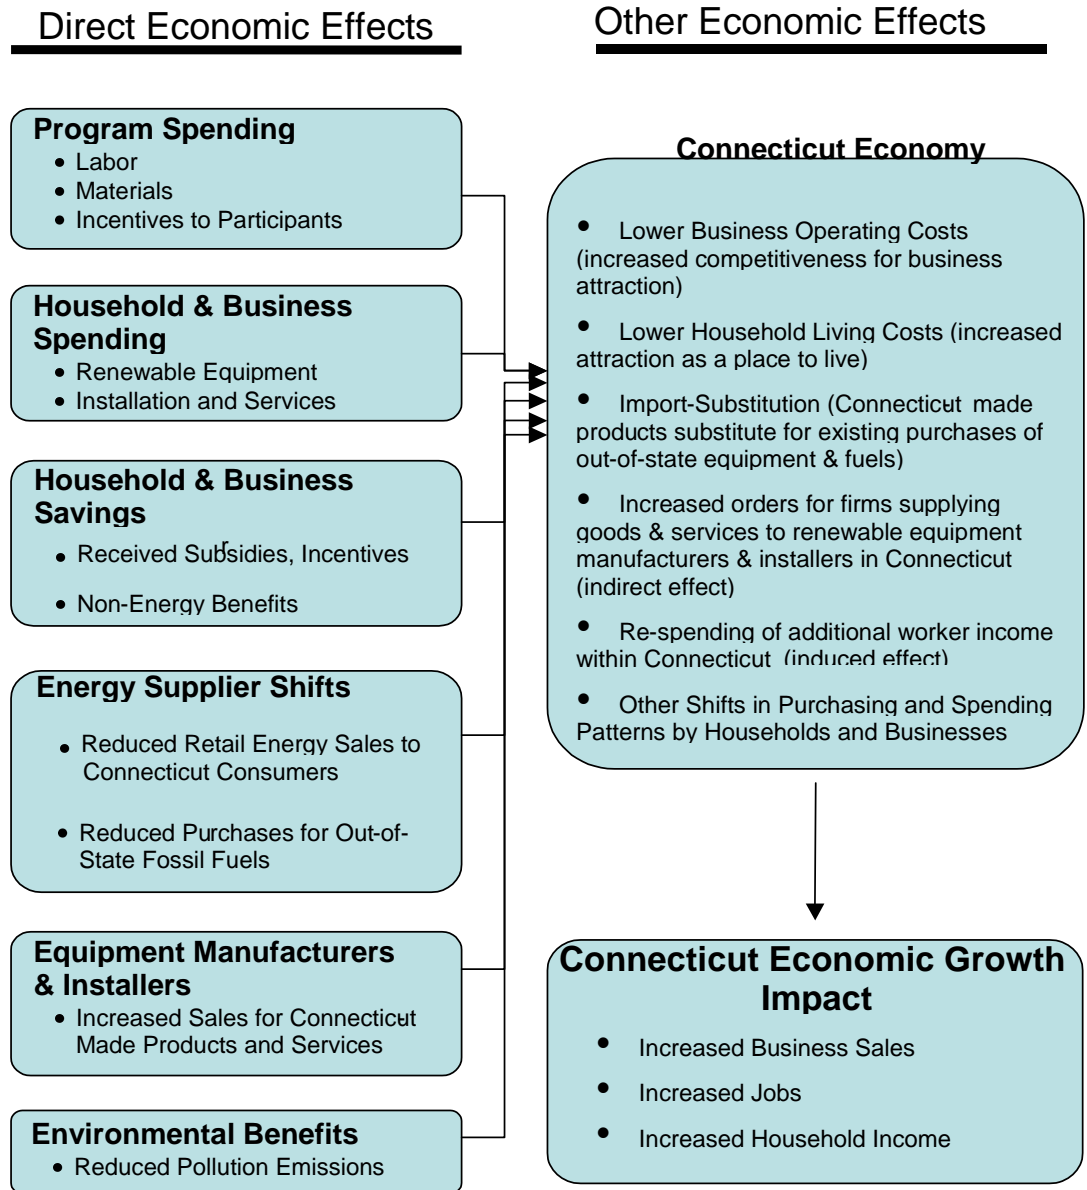 Direct Economic Effects
Program Spending
• Labor
• Materials
• Incentives to Participants
Household & Business
Spending
• Renewable Equipment
• Installation and Services
Household & Business
Savings
• Received Subsidies, Incentives
• Non-Energy Benefits
Energy Supplier Shifts
• Reduced Retail Energy Sales to
Connecticut Consumers
• Reduced Purchases for Out-of-
State Fossil Fuels
Equipment Manufacturers
& Installers
• Increased Sales for Connecticut
Made Products and Services
Environmental Benefits
• Reduced Pollution Emissions
Other Economic Effects
Connecticut Economy
• Lower Business Operating Costs
(increased competitiveness for business
attraction)
• Lower Household Living Costs (increased
attraction as a place to live)
• Import-Substitution (Connecticut made
products substitute for existing purchases of
out-of-state equipment & fuels)
• Increased orders for firms supplying
goods & services to renewable equipment
manufacturers & installers in Connecticut
(indirect effect)
• Re-spending of additional worker income
within Connecticut (induced effect)
• Other Shifts in Purchasing and Spending
Patterns by Households and Businesses
Connecticut Economic Growth
Impact
• Increased Business Sales
• Increased Jobs
• Increased Household Income